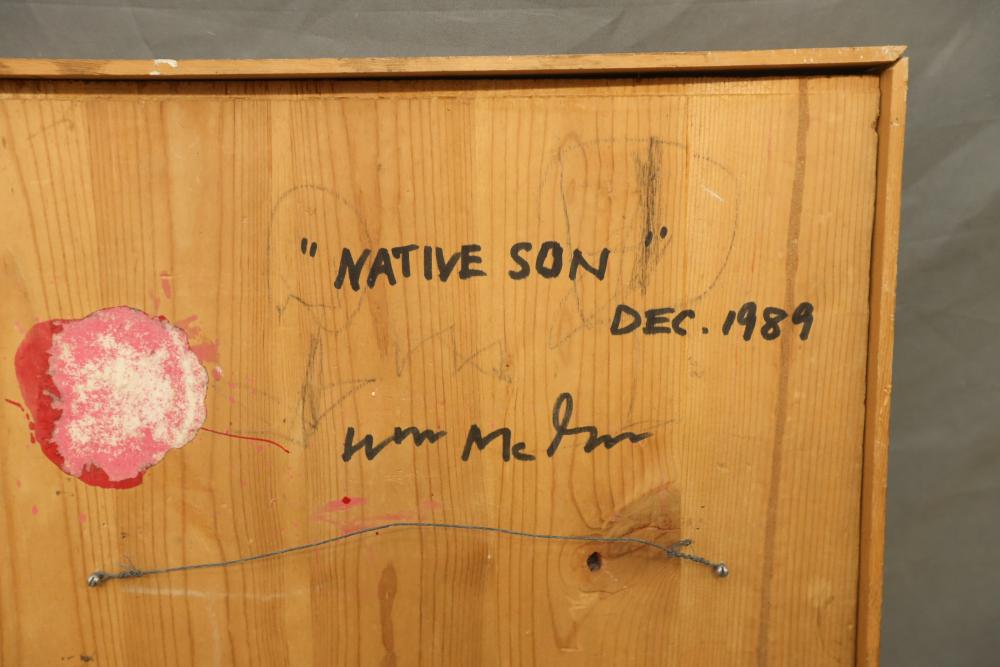 "NATIVE SON"
DEC. 1989
Wm Mc